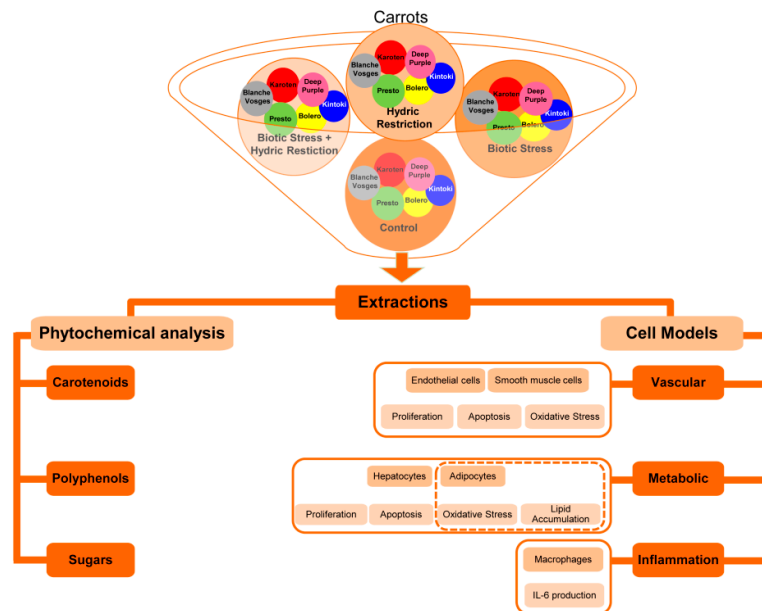 Carrots
Karoten
Deep
Purple
Blanche
Vosges
Kintoki
Presto
Bolero
Hydric
Restriction
Karoten
Deep
Purple
Blanche
Vosges
Kintoki
Presto
Bolero
Biotic Stress +
Hydric Restiction
Karoten
Deep
Purple
Blanche
Vosges
Kintoki
Presto
Bolero
Biotic Stress
Karoten
Deep
Purple
Blanche
Vosges
Kintoki
Presto
Bolero
Control
Extractions
Phytochemical analysis
Cell Models
Carotenoids
Endothelial cells
Smooth muscle cells
Vascular
Proliferation
Apoptosis
Oxidative Stress
Polyphenols
Hepatocytes
Adipocytes
Metabolic
Proliferation
Apoptosis
Oxidative Stress
Lipid
Accumulation
Sugars
Macrophages
Inflammation
IL-6 production